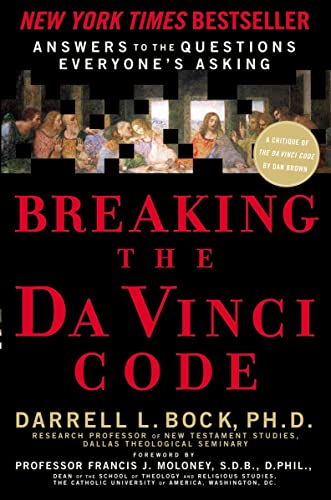 NEW YORK TIMES BESTSELLER
ANSWERS TO THE QUESTIONS
EVERYONE'S ASKING
A CRITIQUE OF
THE DA VINCI CODE
BY DAN BROWN
BREAKING
THE
DA VINCI
CODE
DARRELL L. BOCK, PH.D.
RESEARCH PROFESSOR OF NEW TESTAMENT STUDIES,
DALLAS THEOLOGICAL SEMINARY
FOREWORD BY
PROFESSOR FRANCIS J. MOLONEY, S.D.B., D.PHIL.,
DEAN OF THE SCHOOL OF THEOLOGY AND RELIGIOUS STUDIES,
THE CATHOLIC UNIVERSITY OF AMERICA, WASHINGTON, DC.